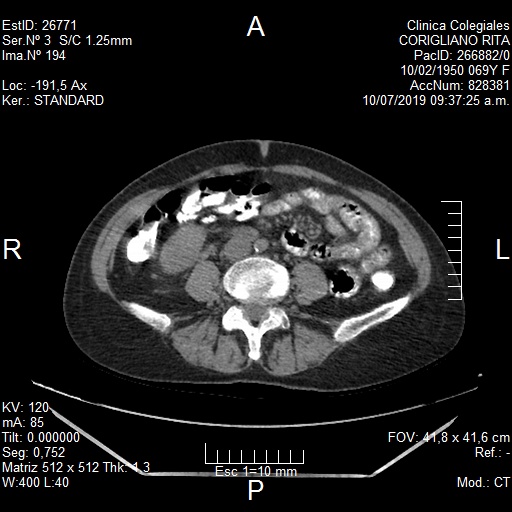 EstID: 26771
Ser.Nº 3 S/C 1.25mm
Ima.Nº 194
Loc: -191,5 Ax
Ker.: STANDARD
A
Clinica Colegiales
CORIGLIANO RITA
PacID: 266882/0
10/02/1950 069Y F
AccNum: 828381
10/07/2019 09:37:25 a.m.
R
L
KV: 120
mA: 85
Tilt: 0.000000
Seg: 0,752
Matriz 512 x 512 Thk: 1.3
W:400 L:40
Esc 1=10 mm
P
FOV: 41,8 x 41,6 cm
Ref.: -
Mod.: CT